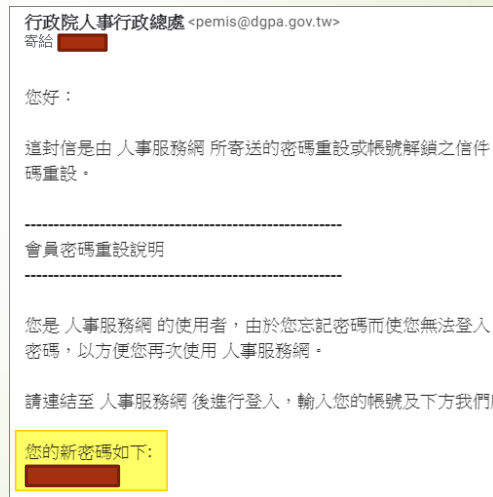 行政院人事行政總處 <pemis@dgpa.gov.tw>
寄給
您好：
這封信是由 人事服務網 所寄送的密碼重設或帳號解鎖之信件
碼重設。
-------------------------------------------------------
會員密碼重設說明
-------------------------------------------------------
您是 人事服務網 的使用者，由於您忘記密碼而使您無法登入
密碼，以方便您再次使用 人事服務網。
請連結至 人事服務網 後進行登入，輸入您的帳號及下方我們
您的新密碼如下: